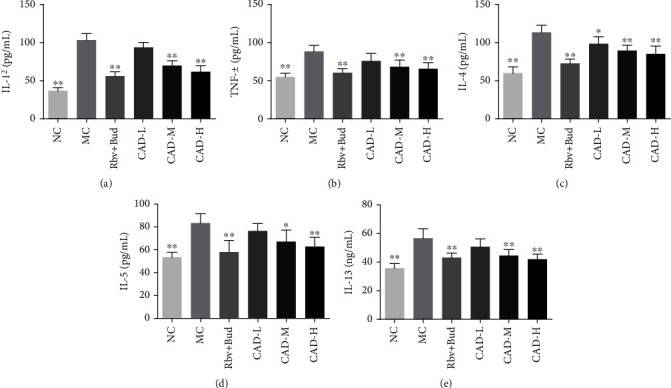 IL-1² (pg/mL)
150
100
50
0
**
**
**
**
NC
MC
Rbv+Bud
CAD-L
CAD-M
CAD-H
(a)
TNF-± (pg/mL)
150
100
50
0
**
**
**
**
NC
MC
Rbv+Bud
CAD-L
CAD-M
CAD-H
(b)
IL-4 (pg/mL)
150
100
50
0
**
**
*
**
**
NC
MC
Rbv+Bud
CAD-L
CAD-M
CAD-H
(c)
IL-5 (pg/mL)
100
80
60
40
20
0
**
**
*
**
NC
MC
Rbv+Bud
CAD-L
CAD-M
CAD-H
(d)
IL-13 (ng/mL)
80
60
40
20
0
**
**
**
**
NC
MC
Rbv+Bud
CAD-L
CAD-M
CAD-H
(e)